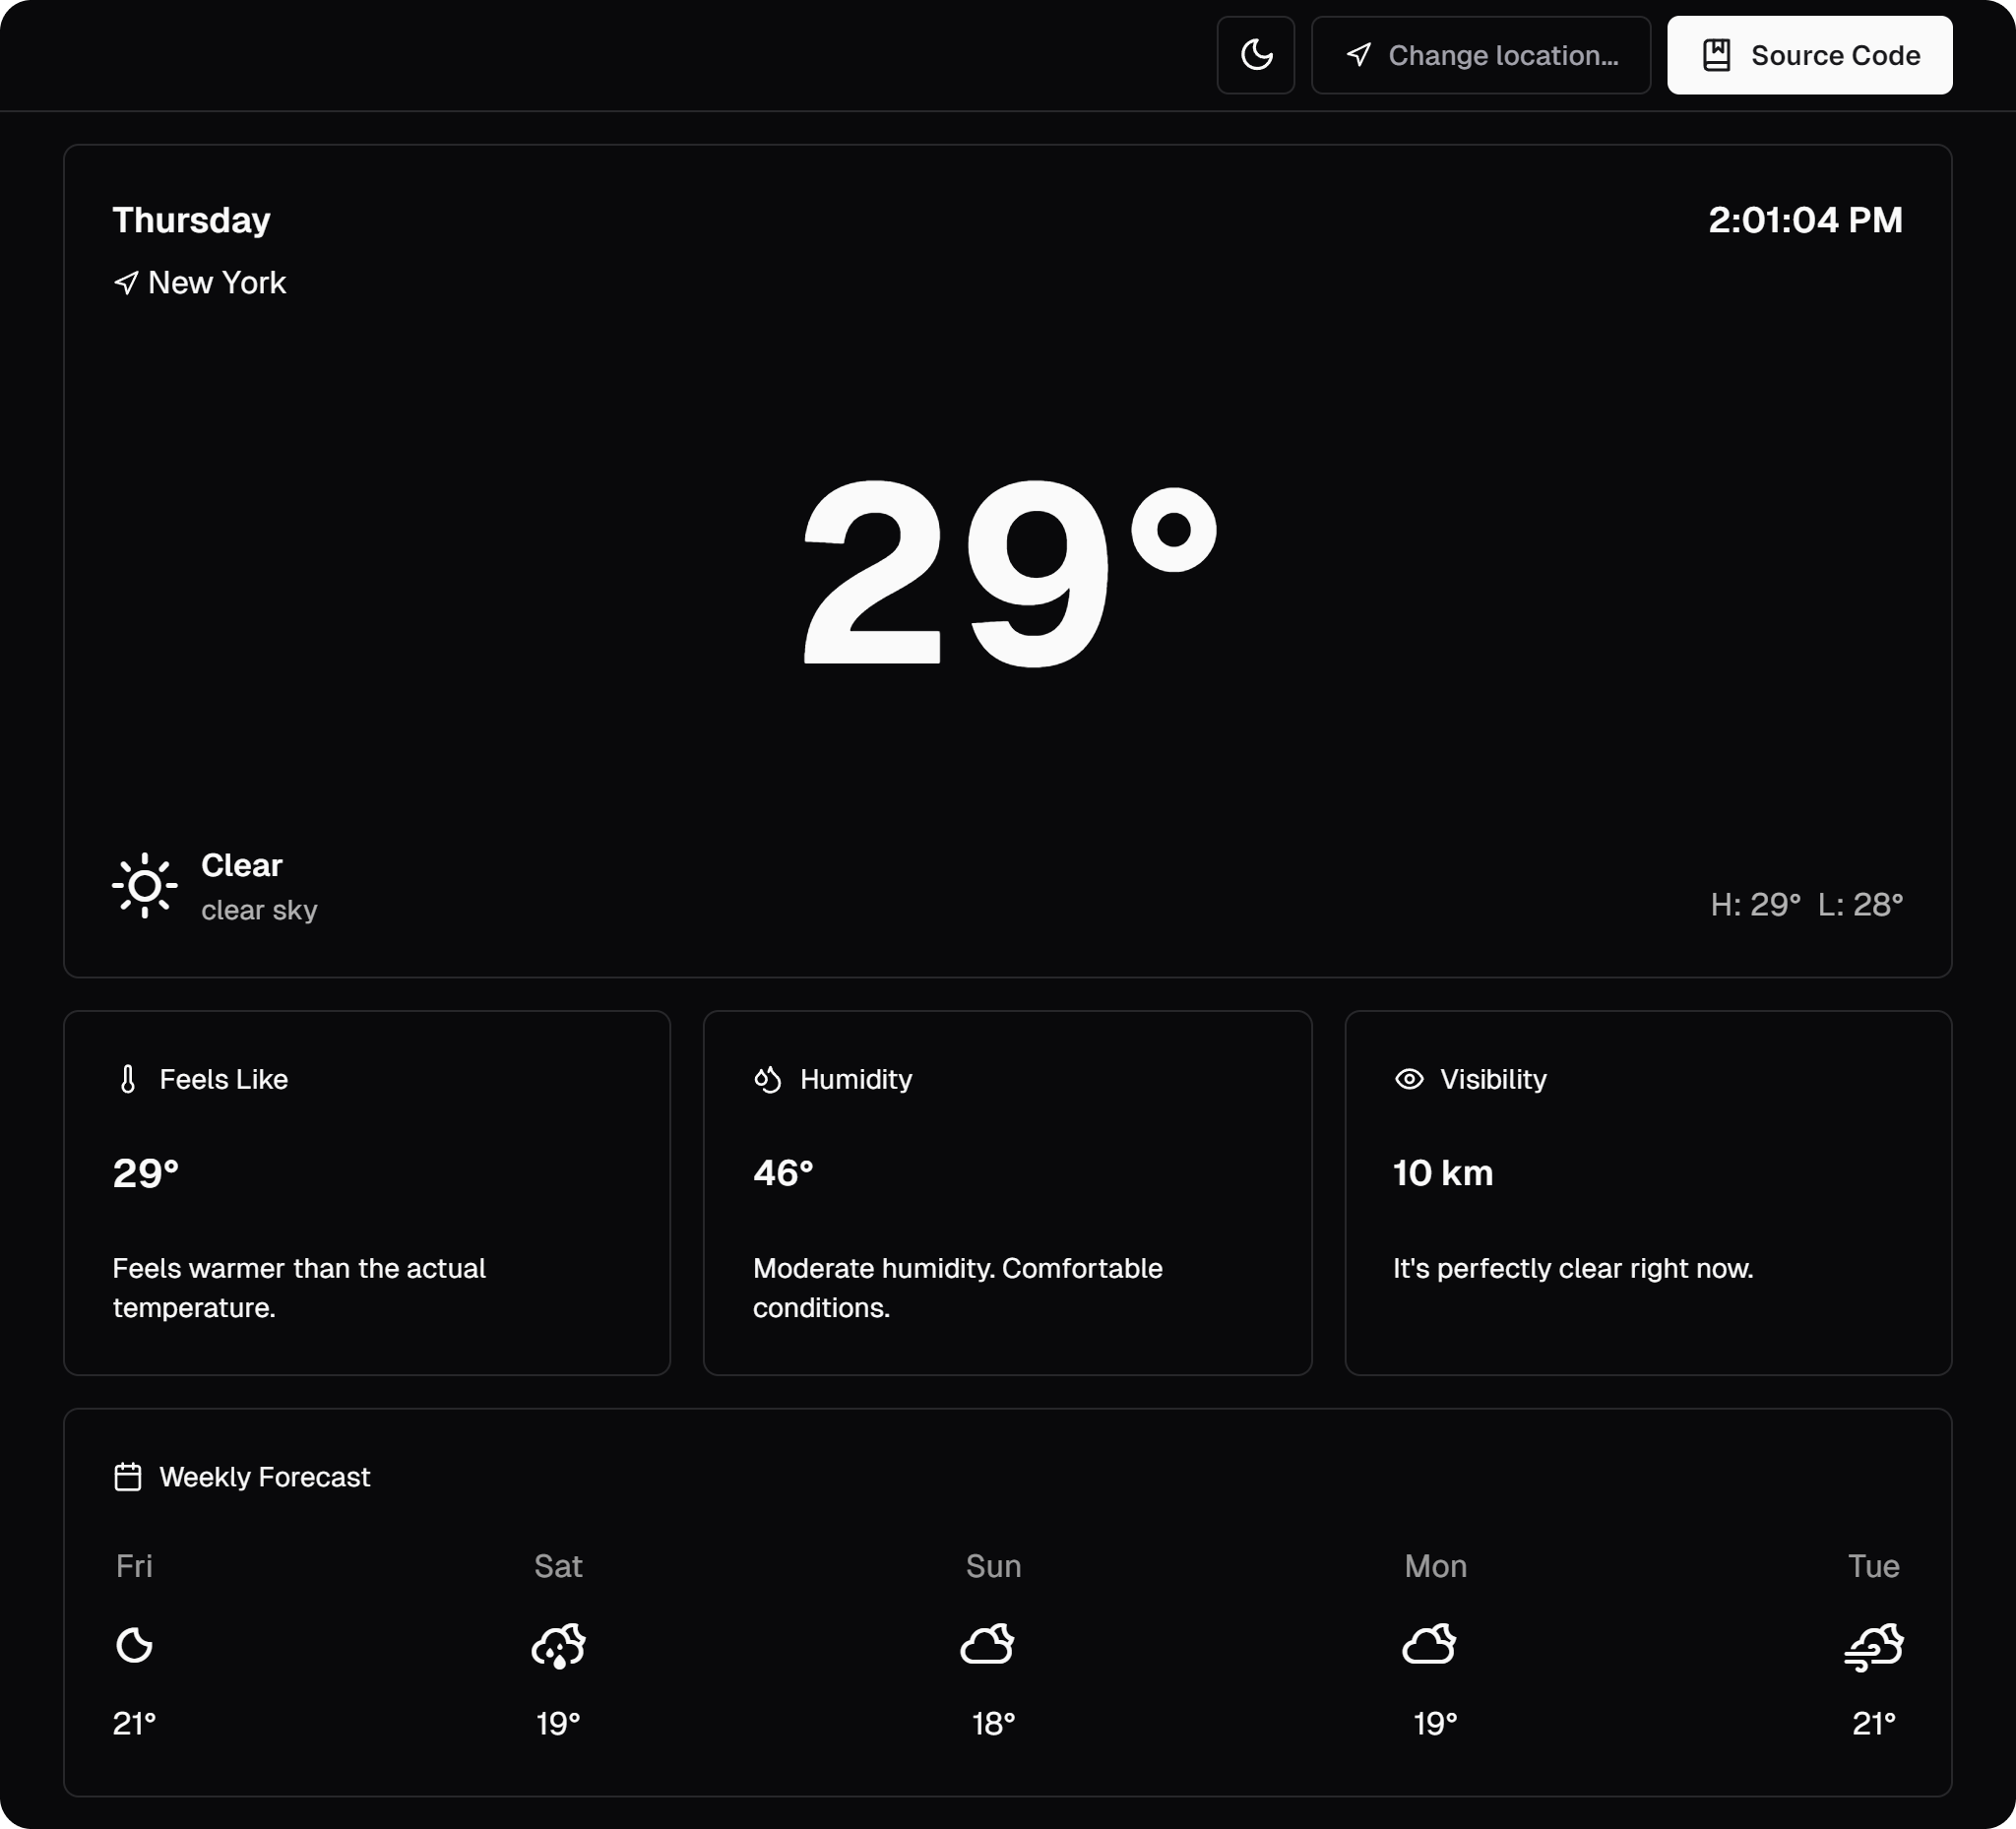 Change location...
Source Code
Thursday
2:01:04 PM
New York
29°
Clear
clear sky
H: 29° L: 28°
Feels Like
29°
Feels warmer than the actual
temperature.
Humidity
46°
Moderate humidity. Comfortable
conditions.
Visibility
10 km
It's perfectly clear right now.
Weekly Forecast
Fri Sat Sun Mon Tue
21° 19° 18° 19° 21°